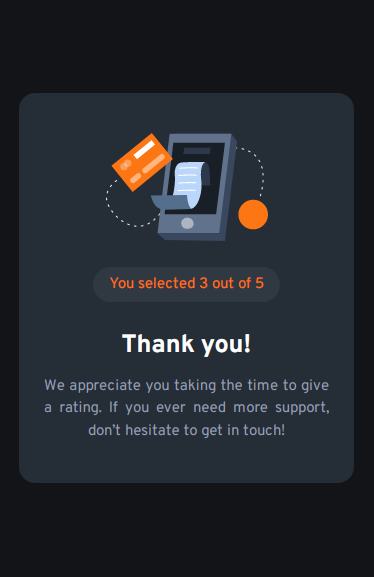 You selected 3 out of 5
Thank you!
We appreciate you taking the time to give
a rating. If you ever need more support,
don't hesitate to get in touch!